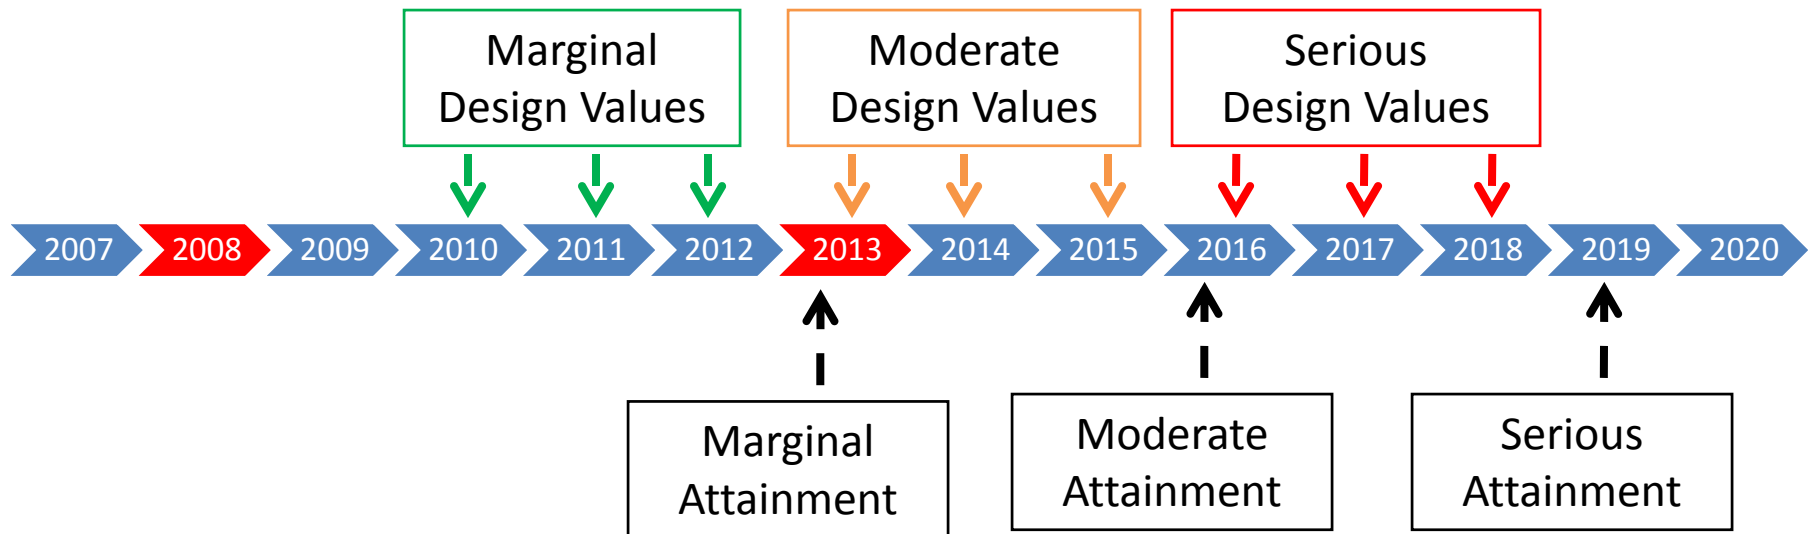 Marginal
Design Values
Moderate
Design Values
Serious
Design Values
2007 2008 2009 2010 2011 2012 2013 2014 2015 2016 2017 2018 2019 2020
Marginal
Attainment
Moderate
Attainment
Serious
Attainment